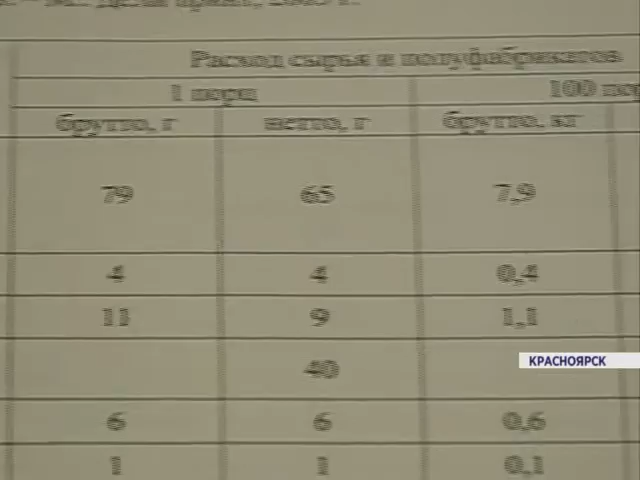 Расход сырья и полуфабрикатов
1 порц 100 пор
брутто, г нетто, г брутто, кг
79 65 7,9
4 4 0,4
11 9 1,1
40
КРАСНОЯРСК
6 6 0,6
1 1 0,1